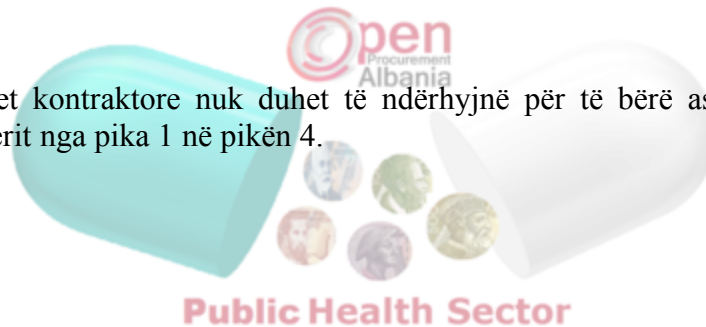 Open
Procurement
Albania
et kontraktore nuk duhet të ndërhyjnë për të bërë as
erit nga pika 1 në pikën 4.
Public Health Sector